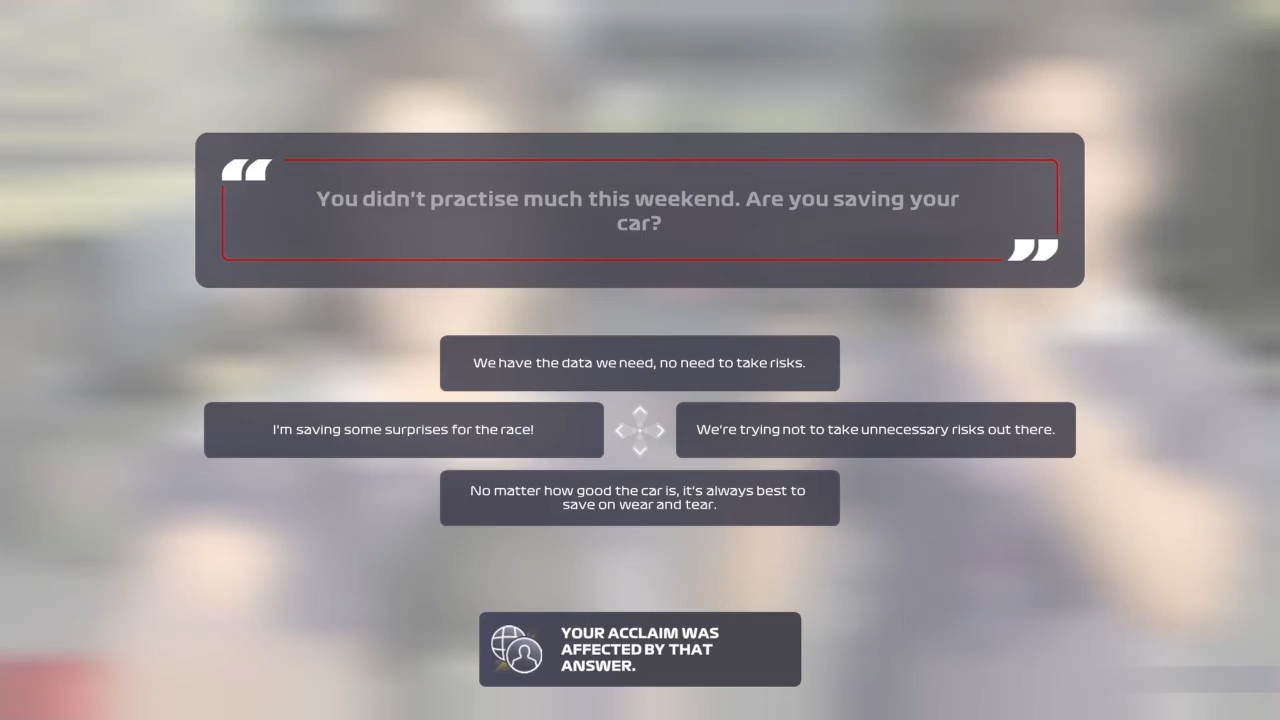 You didn't practise much this weekend. Are you saving your
car?
We have the data we need, no need to take risks.
I'm saving some surprises for the race!
We're trying not to take unnecessary risks out there.
No matter how good the car is, it's always best to
save on wear and tear.
YOUR ACCLAIM WAS
AFFECTED BY THAT
ANSWER.